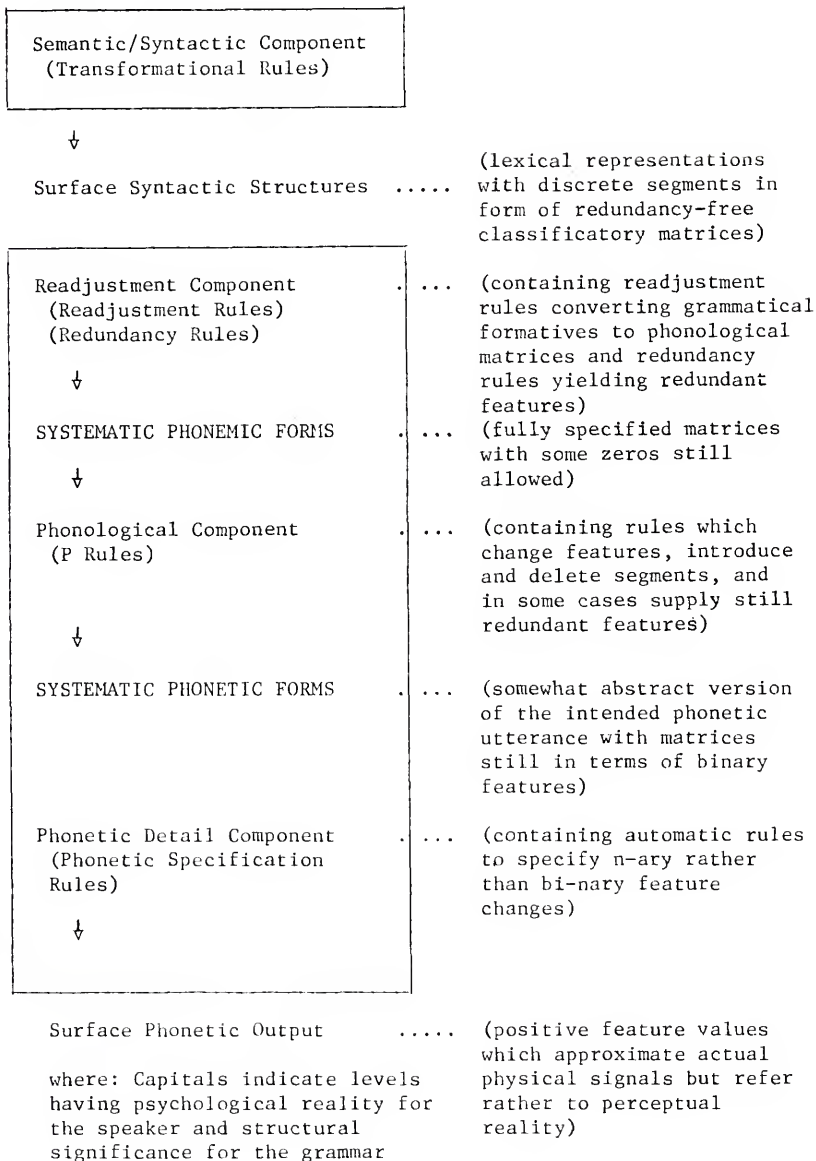 Semantic/Syntactic Component
(Transformational Rules)
Surface Syntactic Structures ..... (lexical representations
with discrete segments in
form of redundancy-free
classificatory matrices)
Readjustment Component . ... (containing readjustment
(Readjustment Rules) rules converting grammatical
(Redundancy Rules) formatives to phonological
matrices and redundancy
rules yielding redundant
features)
SYSTEMATIC PHONEMIC FORMS . ... (fully specified matrices
with some zeros still
allowed)
Phonological Component . ... (containing rules which
(P Rules) change features, introduce
and delete segments, and
in some cases supply still
redundant features)
SYSTEMATIC PHONETIC FORMS . ... (somewhat abstract version
of the intended phonetic
utterance with matrices
still in terms of binary
features)
Phonetic Detail Component . ... (containing automatic rules
(Phonetic Specification to specify n-ary rather
Rules) than bi-nary feature
changes)
Surface Phonetic Output ..... (positive feature values
which approximate actual
where: Capitals indicate levels physical signals but refer
having psychological reality for rather to perceptual
the speaker and structural reality)
significance for the grammar